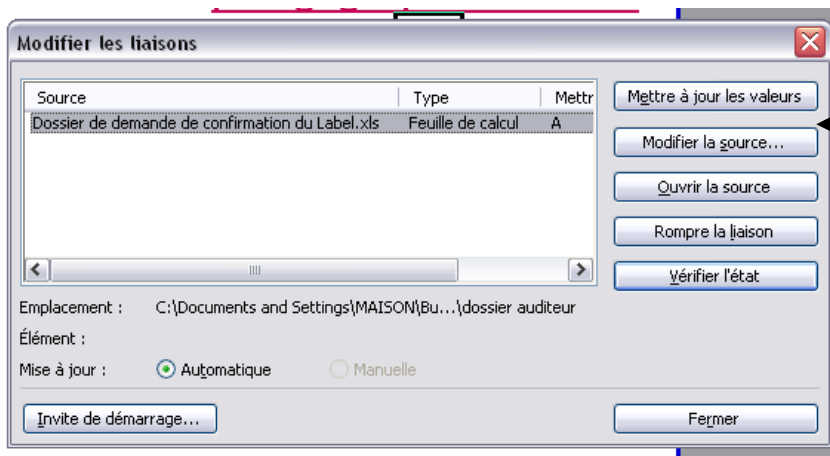 Modifier les liaisons
Source Type Mettr
Mettre à jour les valeurs
Dossier de demande de confirmation du Label.xls Feuille de calcul A
Modifier la source...
Ouvrir la source
Rompre la liaison
Vérifier l'état
Emplacement : C:\Documents and Settings\MAISON\Bu...\dossier auditeur
Élément :
Mise à jour : Automatique Manuelle
Invite de démarrage... Fermer